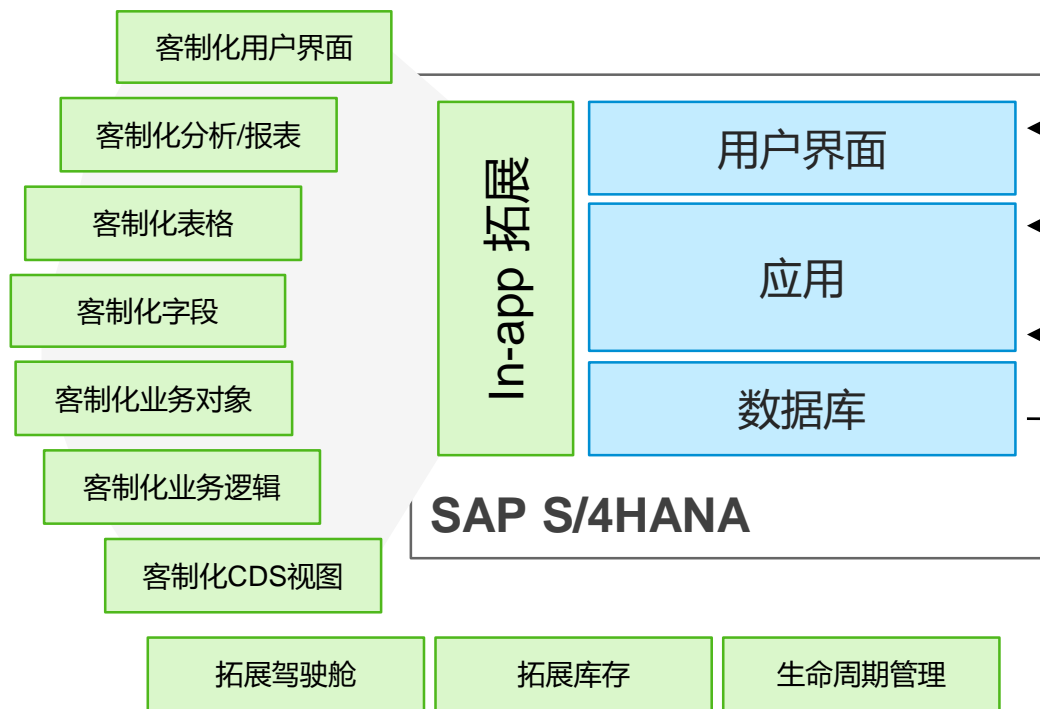 客制化用户界面
客制化分析/报表
客制化表格
客制化字段
客制化业务对象
客制化业务逻辑
客制化CDS视图
In-app 拓展
用户界面
应用
数据库
SAP S/4HANA
拓展驾驶舱
拓展库存
生命周期管理